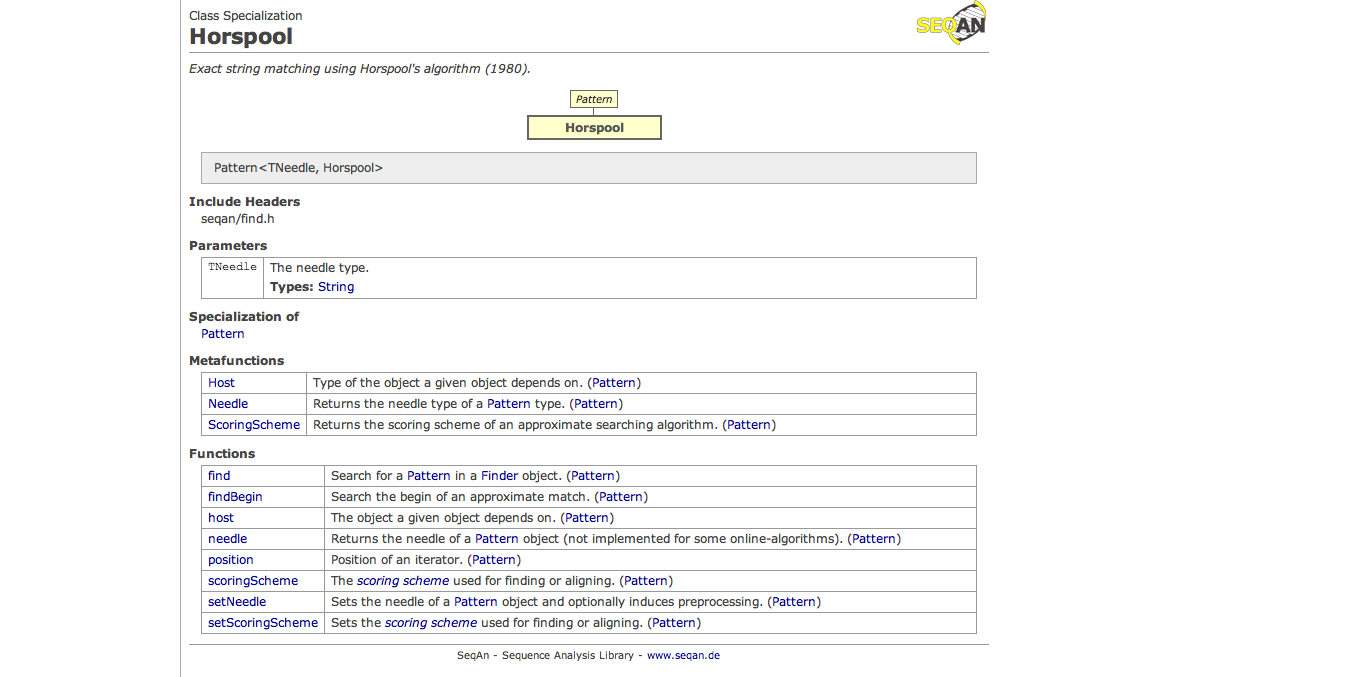 Class Specialization
Horspool
SEQAN
Exact string matching using Horspool's algorithm (1980).
Pattern
Horspool
Pattern<TNeedle, Horspool>
Include Headers
seqan/find.h
Parameters
TNeedle The needle type.
Types: String
Specialization of
Pattern
Metafunctions
Host Type of the object a given object depends on. (Pattern)
Needle Returns the needle type of a Pattern type. (Pattern)
ScoringScheme Returns the scoring scheme of an approximate searching algorithm. (Pattern)
Functions
find Search for a Pattern in a Finder object. (Pattern)
findBegin Search the begin of an approximate match. (Pattern)
host The object a given object depends on. (Pattern)
needle Returns the needle of a Pattern object (not implemented for some online-algorithms). (Pattern)
position Position of an iterator. (Pattern)
scoringScheme The scoring scheme used for finding or aligning. (Pattern)
setNeedle Sets the needle of a Pattern object and optionally induces preprocessing. (Pattern)
setScoringScheme Sets the scoring scheme used for finding or aligning. (Pattern)
SeqAn - Sequence Analysis Library - www.seqan.de